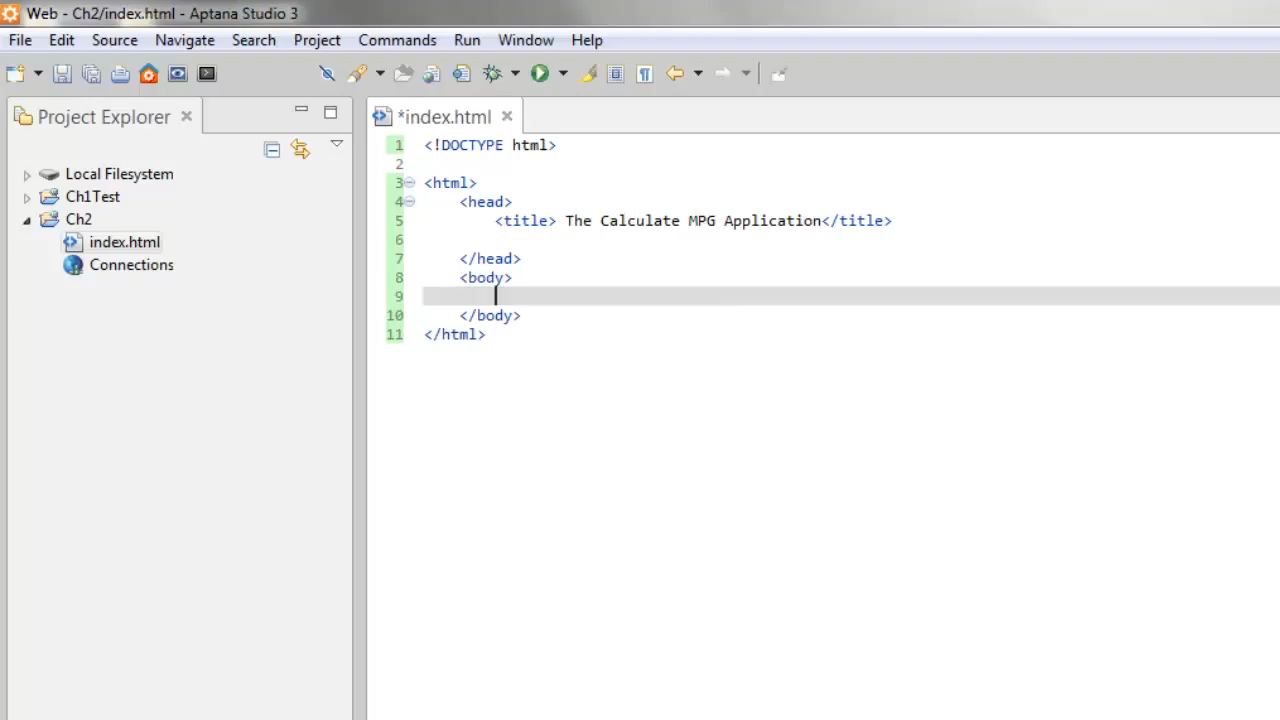 Web - Ch2/index.html - Aptana Studio 3
File Edit Source Navigate Search Project Commands Run Window Help
Project Explorer
Local Filesystem
Ch1Test
Ch2
index.html
Connections
*index.html
1 <!DOCTYPE html>
2
3 <html>
4 <head>
5 <title> The Calculate MPG Application</title>
6
7 </head>
8 <body>
9
10 </body>
11 </html>